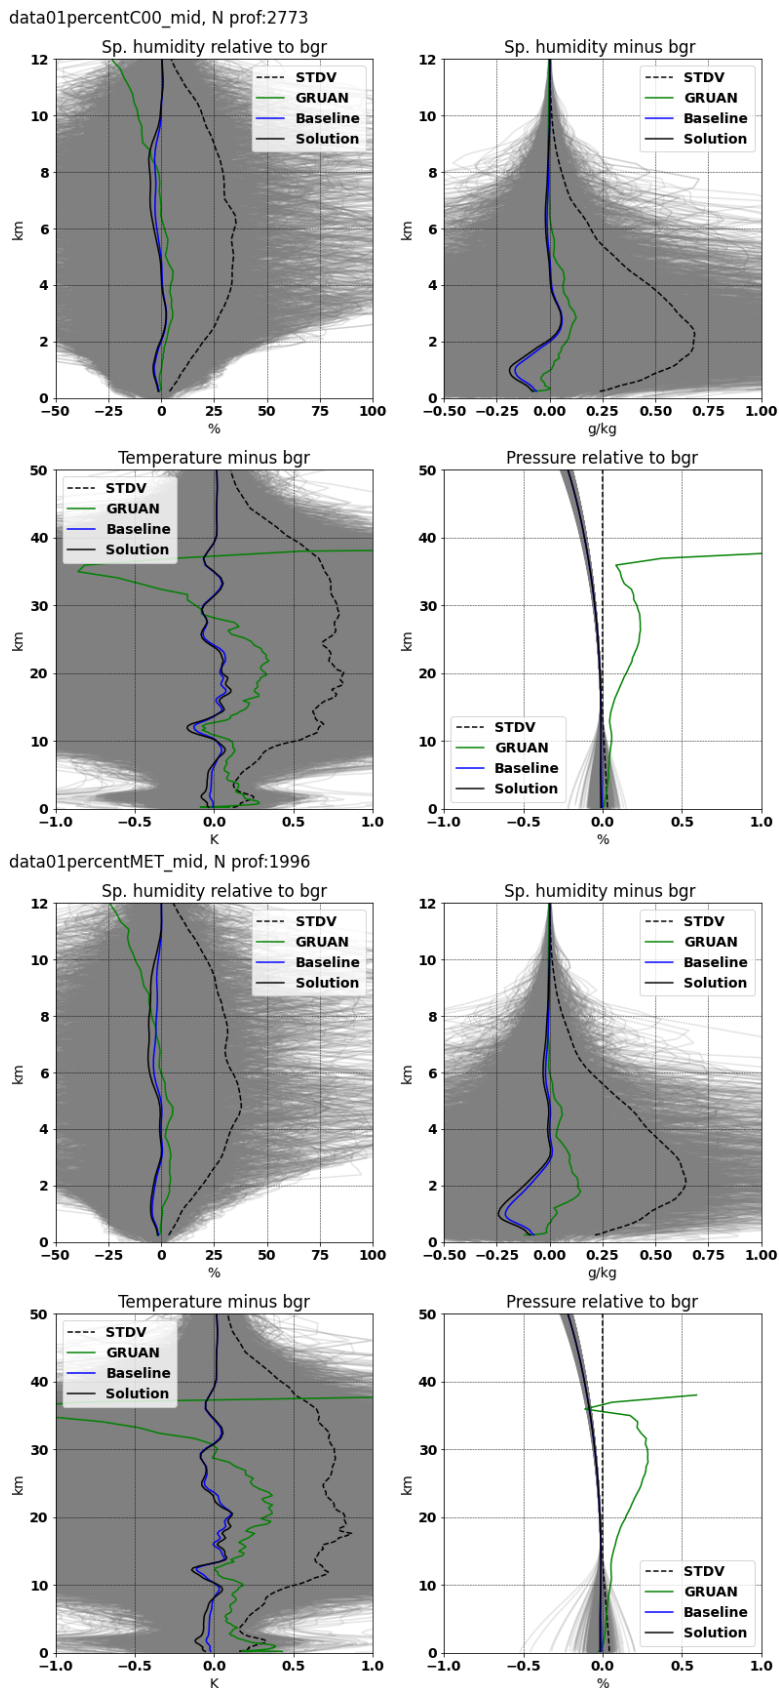 data01percentC00_mid, N prof:2773
Sp. humidity relative to bgr
Sp. humidity minus bgr
12
10
8
6
4
2
0
km
STDV
GRUAN
Baseline
Solution
−50
−25
0
25
50
75
100
%
12
10
8
6
4
2
0
km
STDV
GRUAN
Baseline
Solution
−0.50
−0.25
0.00
0.25
0.50
0.75
1.00
g/kg
Temperature minus bgr
Pressure relative to bgr
50
40
30
20
10
0
km
STDV
GRUAN
Baseline
Solution
−1.0
−0.5
0.0
0.5
1.0
K
50
40
30
20
10
0
km
STDV
GRUAN
Baseline
Solution
−1.0
−0.5
0.0
0.5
1.0
%
data01percentMET_mid, N prof:1996
Sp. humidity relative to bgr
Sp. humidity minus bgr
12
10
8
6
4
2
0
km
STDV
GRUAN
Baseline
Solution
−50
−25
0
25
50
75
100
%
12
10
8
6
4
2
0
km
STDV
GRUAN
Baseline
Solution
−0.50
−0.25
0.00
0.25
0.50
0.75
1.00
g/kg
Temperature minus bgr
Pressure relative to bgr
50
40
30
20
10
0
km
STDV
GRUAN
Baseline
Solution
−1.0
−0.5
0.0
0.5
1.0
K
50
40
30
20
10
0
km
STDV
GRUAN
Baseline
Solution
−1.0
−0.5
0.0
0.5
1.0
%